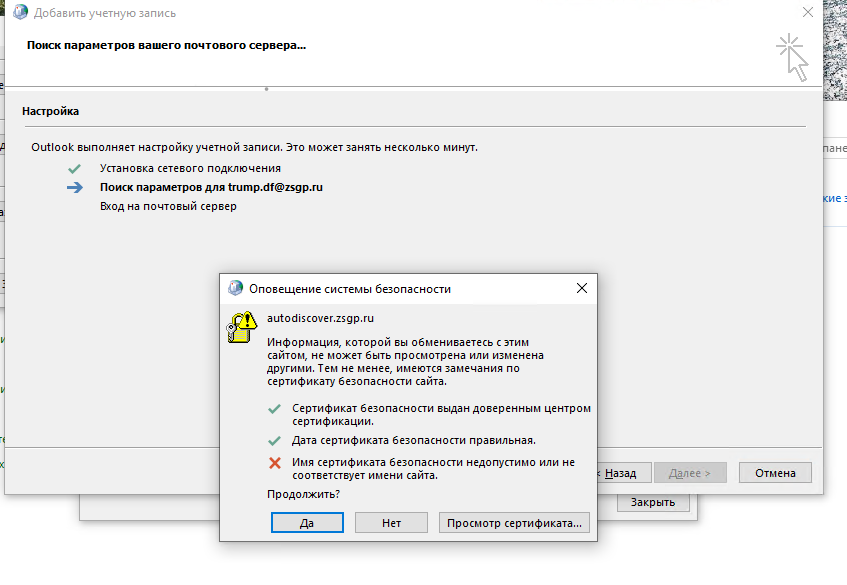 Добавить учетную запись
Поиск параметров вашего почтового сервера...
Настройка
Outlook выполняет настройку учетной записи. Это может занять несколько минут.
Установка сетевого подключения
Поиск параметров для trump.df@zsgp.ru
Вход на почтовый сервер
Оповещение системы безопасности
autodiscover.zsgp.ru
Информация, которой вы обмениваетесь с этим
сайтом, не может быть просмотрена или изменена
другими. Тем не менее, имеются замечания по
сертификату безопасности сайта.
Сертификат безопасности выдан доверенным центром
сертификации.
Дата сертификата безопасности правильная.
Имя сертификата безопасности недопустимо или не
соответствует имени сайта.
Продолжить?
Да
Нет
Просмотр сертификата...
< Назад
Далее >
Отмена
Закрыть